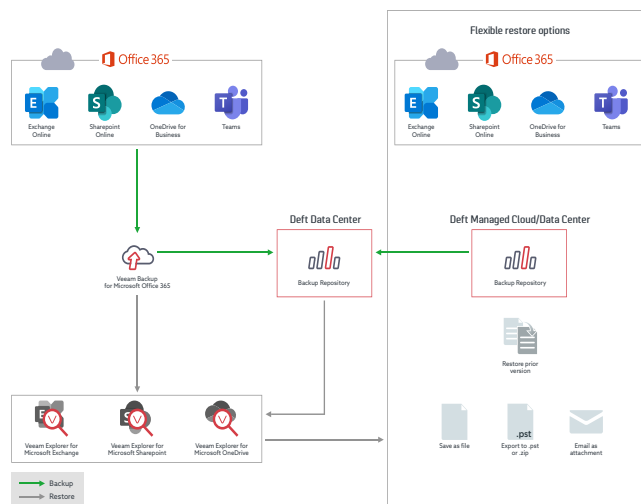 Flexible restore options
Office 365
Office 365
E
S
T
E
S
T
Exchange
Online
Sharepoint
Online
OneDrive for
Business
Teams
Exchange
Online
Sharepoint
Online
OneDrive for
Business
Teams
Deft Data Center
Deft Managed Cloud/Data Center
Veeam Backup
for Microsoft Office 365
Backup Repository
Backup Repository
Restore prior
version
E
S
Veeam Explorer for
Microsoft Exchange
Veeam Explorer for
Microsoft Sharepoint
Veeam Explorer for
Microsoft OneDrive
.pst
Save as file
Export to .pst
or .zip
Email as
attachment
Backup
Restore